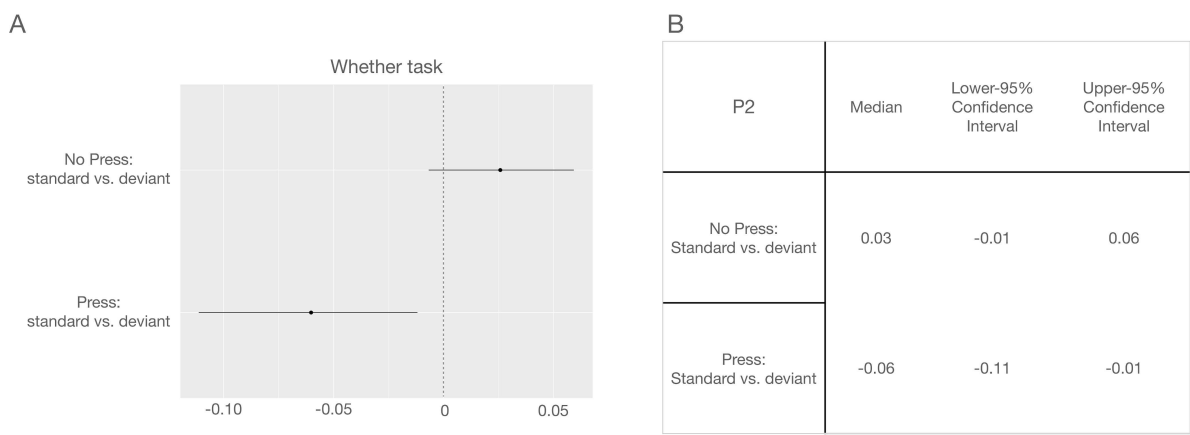 A
Whether task
No Press:
standard vs. deviant
Press:
standard vs. deviant
-0.10
-0.05
0
0.05
B
P2
Median
Lower-95%
Confidence
Interval
Upper-95%
Confidence
Interval
No Press:
Standard vs. deviant
0.03
-0.01
0.06
Press:
Standard vs. deviant
-0.06
-0.11
-0.01